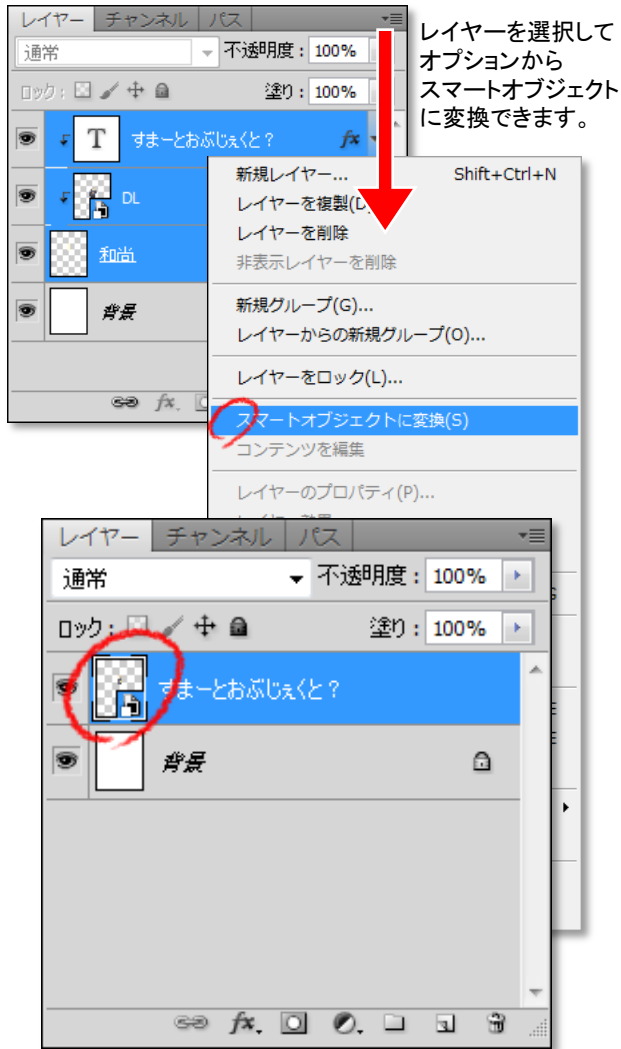 レイヤー チャンネル パス
通常 不透明度： 100%
ロック： 塗り： 100%
T すまーとおぶじぇくと？ fx
DL
和尚
背景
fx.
レイヤーを選択して
オプションから
スマートオブジェクト
に変換できます。
新規レイヤー... Shift+Ctrl+N
レイヤーを複製(D)
レイヤーを削除
非表示レイヤーを削除
新規グループ(G)...
レイヤーからの新規グループ(O)...
レイヤーをロック(L)...
スマートオブジェクトに変換(S)
コンテンツを編集
レイヤーのプロパティ(P)...
レイヤー チャンネル パス
通常 不透明度： 100%
ロック： 塗り： 100%
すまーとおぶじぇくと？
背景
fx.